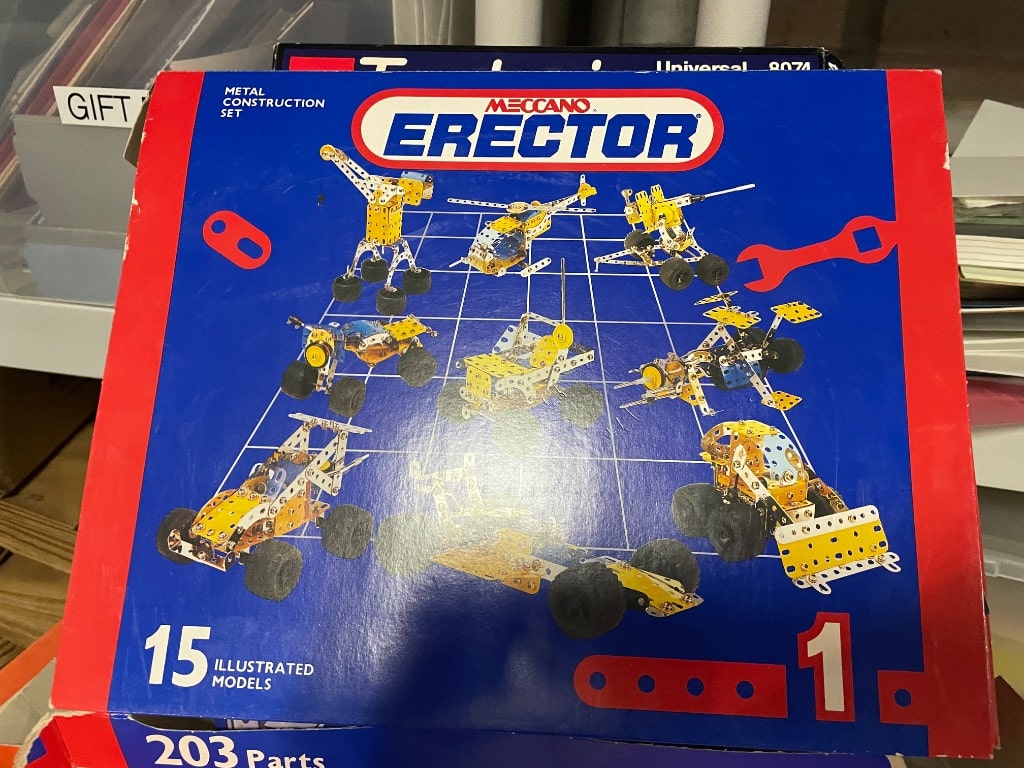 Universal 8074
GIFT
METAL
CONSTRUCTION
SET
MECCANO
ERECTOR
15 ILLUSTRATED
MODELS
1
203 Parts